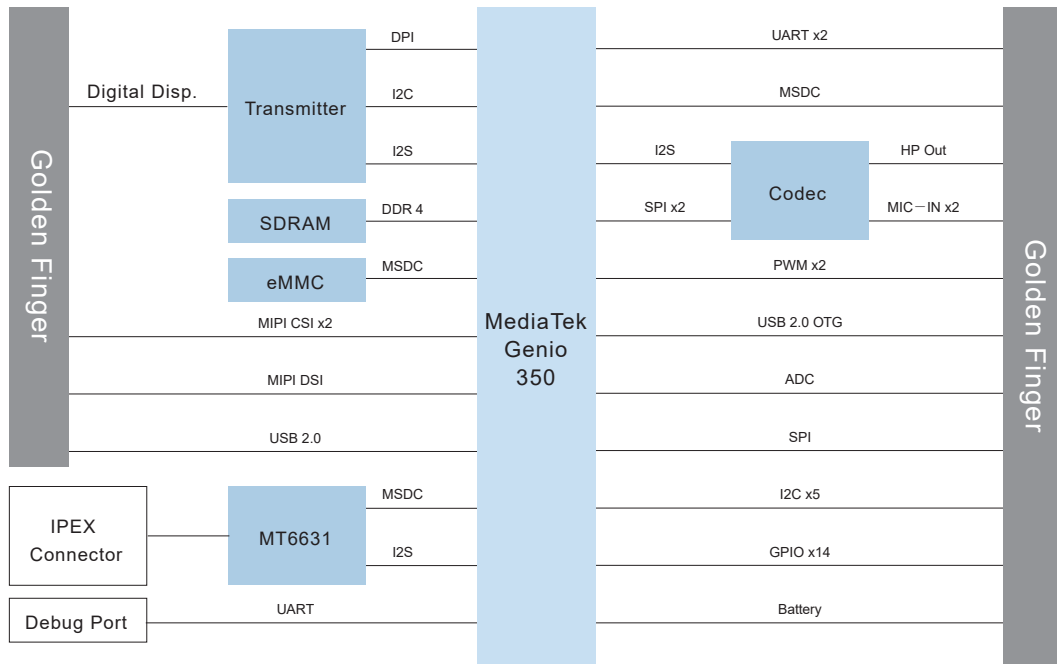 Golden Finger
Digital Disp.
Transmitter
DPI
I2C
I2S
SDRAM
DDR 4
eMMC
MSDC
MIPI CSI x2
MIPI DSI
USB 2.0
IPEX
Connector
MT6631
MSDC
I2S
Debug Port
UART
MediaTek
Genio
350
UART x2
MSDC
I2S
SPI x2
Codec
HP Out
MIC－IN x2
PWM x2
USB 2.0 OTG
ADC
SPI
I2C x5
GPIO x14
Battery
Golden Finger